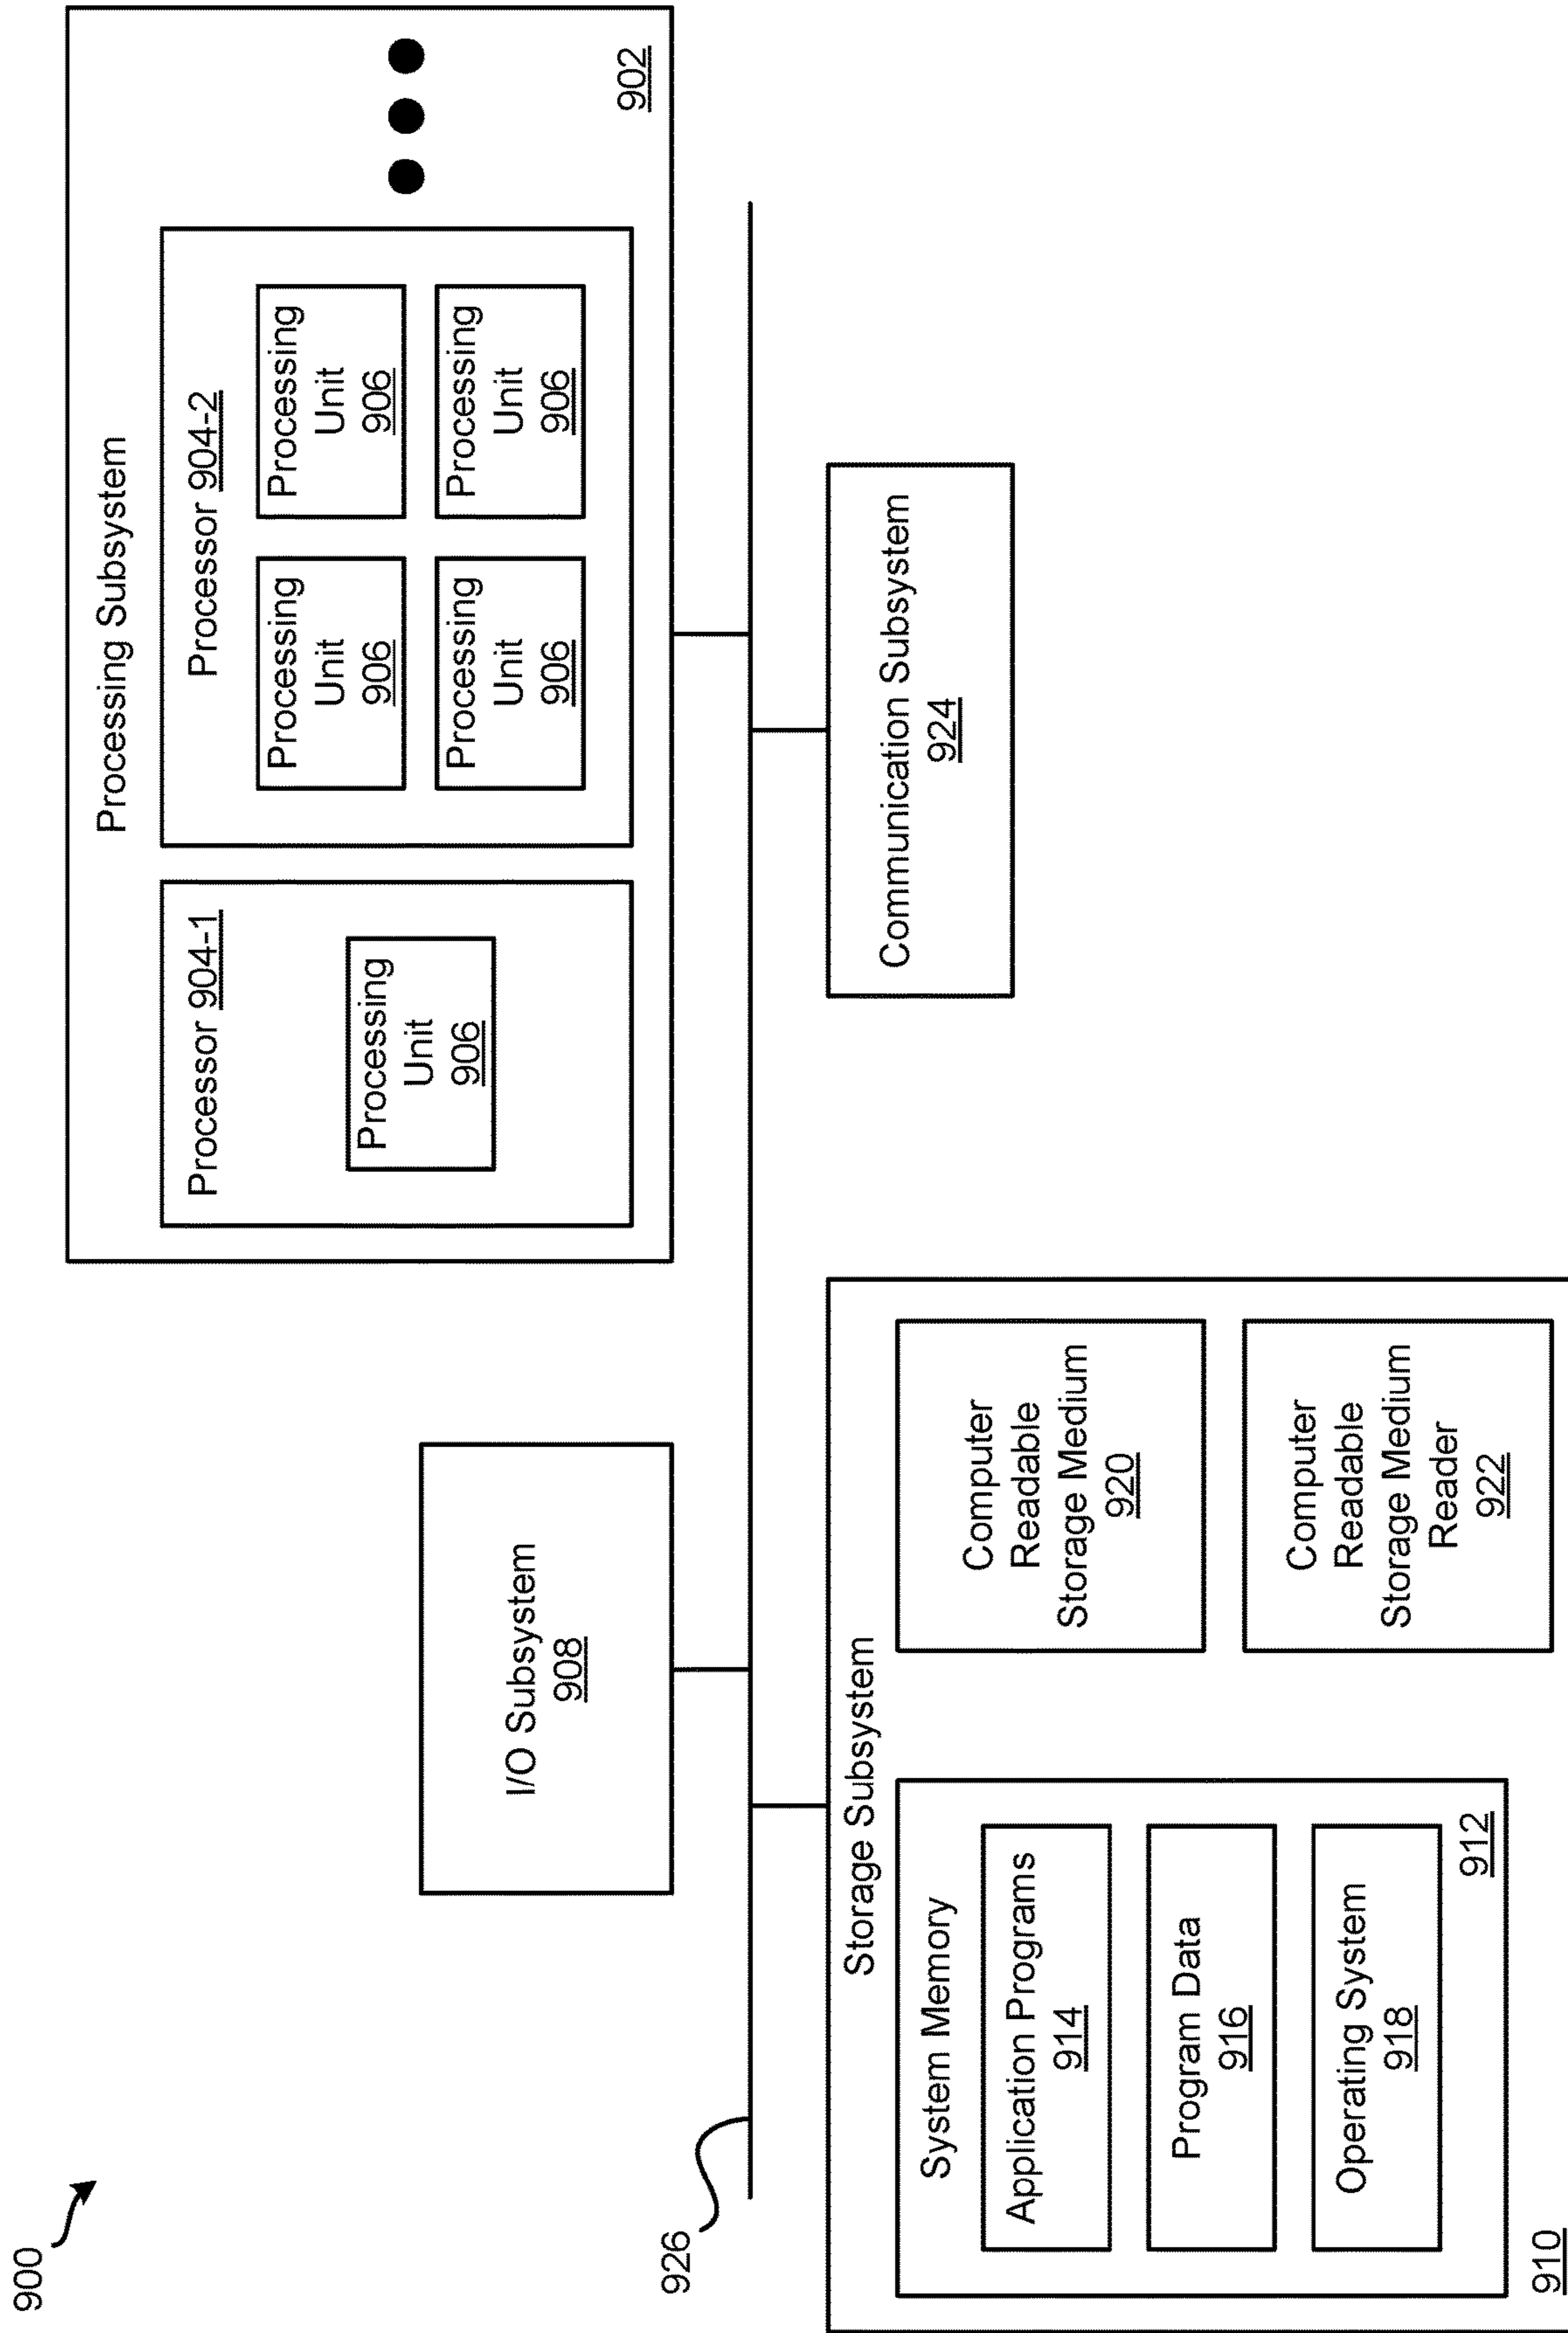 900
Processing Subsystem
Processor 904-1
Processing
Unit
906
Processor 904-2
Processing
Unit
906
Processing
Unit
906
Processing
Unit
906
Processing
Unit
906
902
I/O Subsystem
908
926
Storage Subsystem
System Memory
Application Programs
914
Program Data
916
Operating System
918
912
Computer
Readable
Storage Medium
920
Computer
Readable
Storage Medium
Reader
922
910
Communication Subsystem
924